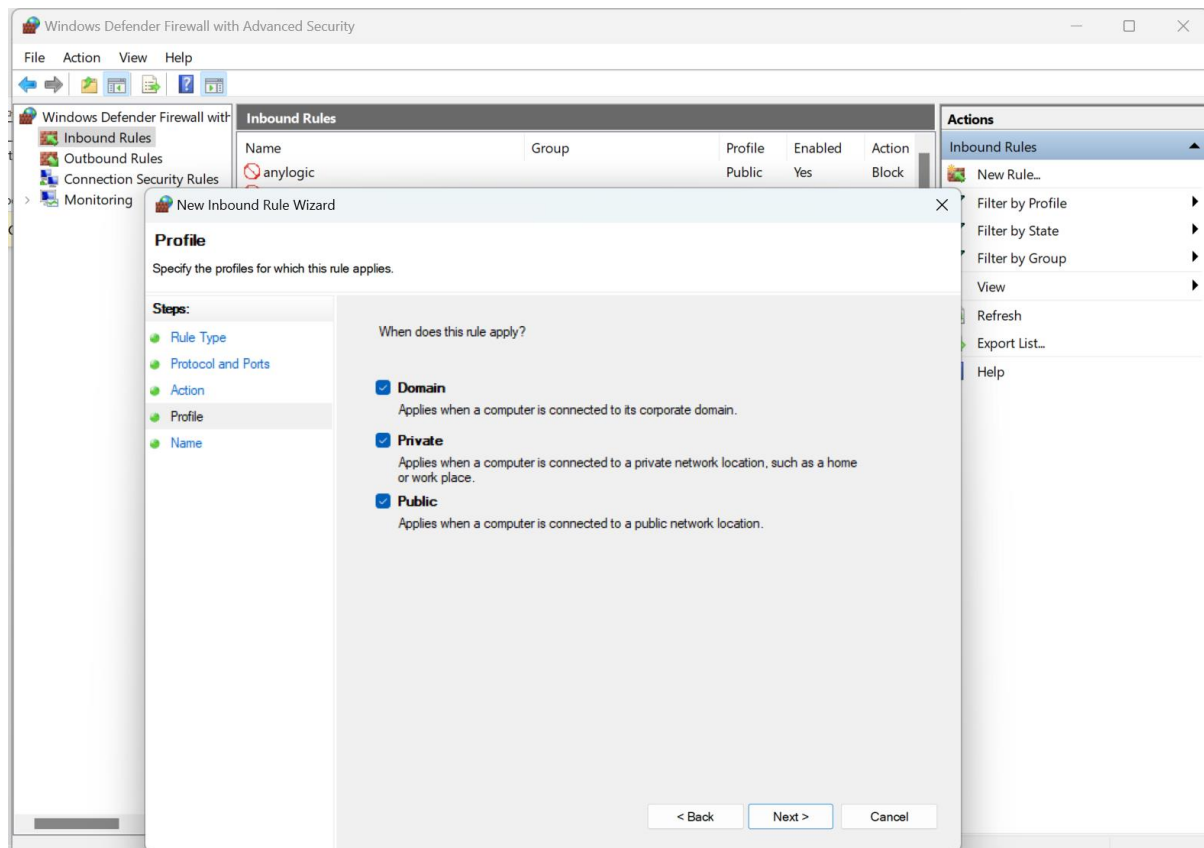 Windows Defender Firewall with Advanced Security
File Action View Help
Windows Defender Firewall with
Inbound Rules
Outbound Rules
Connection Security Rules
Monitoring
Inbound Rules
Name Group Profile Enabled Action
anylogic Public Yes Block
Actions
Inbound Rules
New Rule...
Filter by Profile
Filter by State
Filter by Group
View
Refresh
Export List...
Help
New Inbound Rule Wizard
Profile
Specify the profiles for which this rule applies.
Steps:
Rule Type
Protocol and Ports
Action
Profile
Name
When does this rule apply?
Domain
Applies when a computer is connected to its corporate domain.
Private
Applies when a computer is connected to a private network location, such as a home
or work place.
Public
Applies when a computer is connected to a public network location.
< Back Next > Cancel